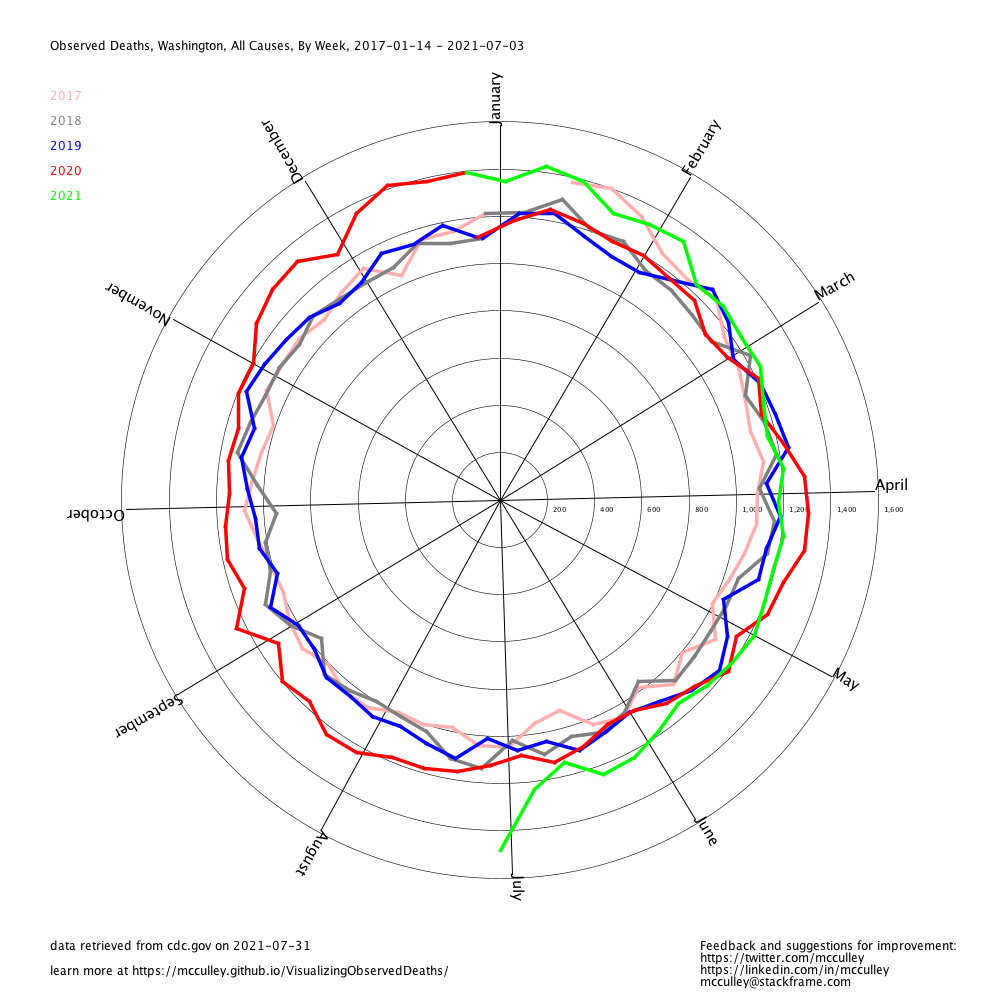 Observed Deaths, Washington, All Causes, By Week, 2017-01-14 - 2021-07-03
2017
2018
2019
2020
2021
January
February
March
April
May
June
July
August
September
October
November
December
200
400
600
800
1,000
1,200
1,400
1,600
data retrieved from cdc.gov on 2021-07-31
learn more at https://mcculley.github.io/VisualizingObservedDeaths/
Feedback and suggestions for improvement:
https://twitter.com/mcculley
https://linkedin.com/in/mcculley
mcculley@stackframe.com